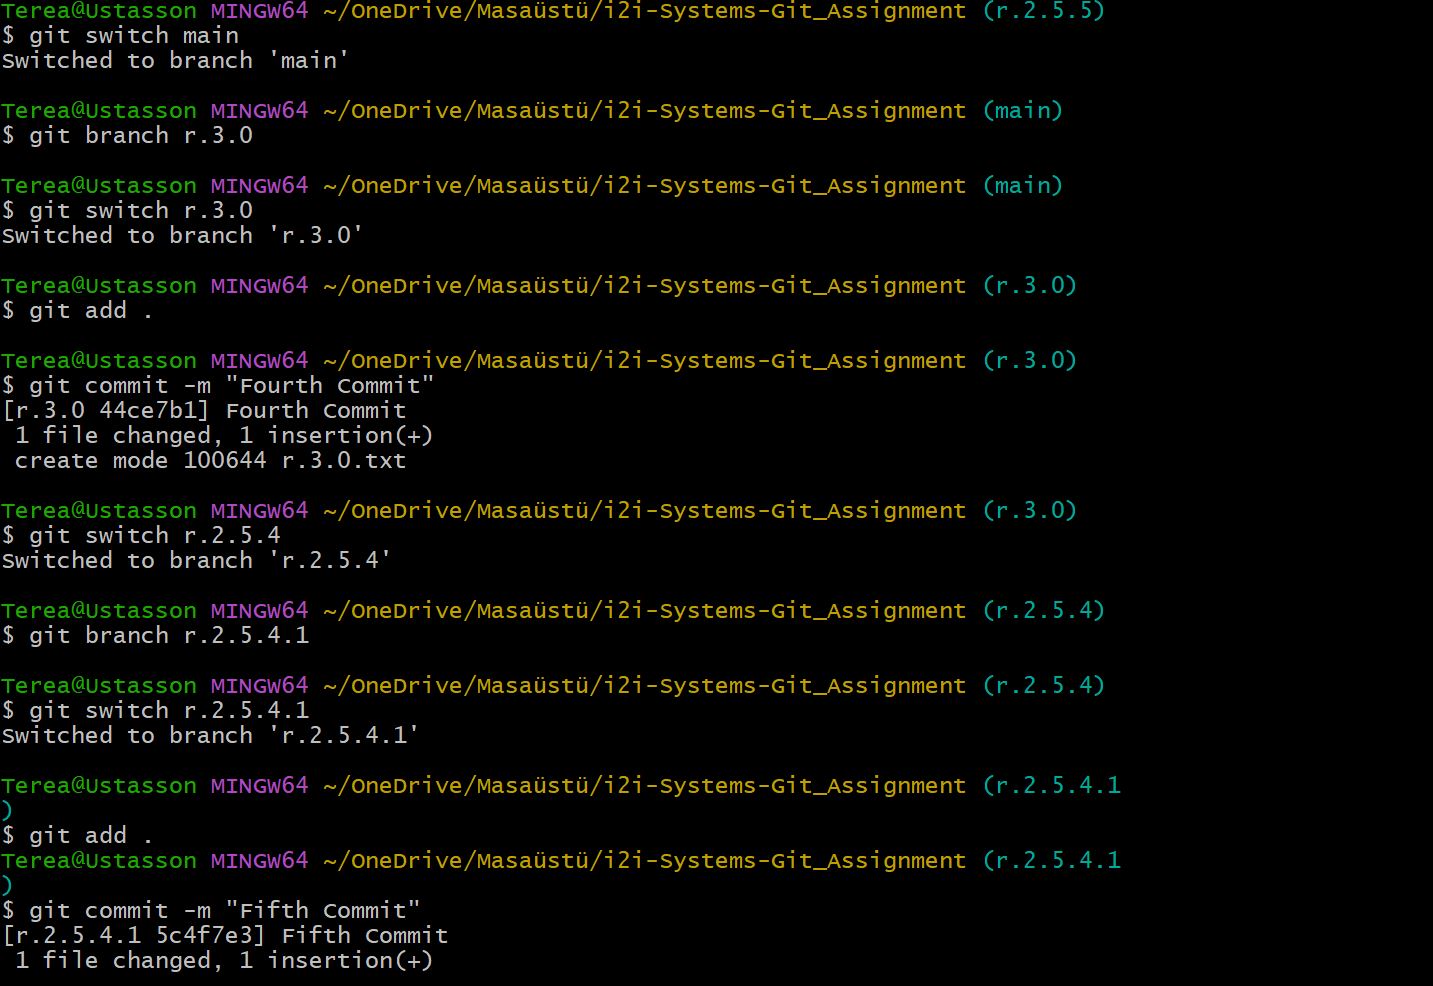 Terea@Ustasson MINGW64 ~/OneDrive/Masaüstü/i2i-Systems-Git_Assignment (r.2.5.5)
$ git switch main
Switched to branch 'main'
Terea@Ustasson MINGW64 ~/OneDrive/Masaüstü/i2i-Systems-Git_Assignment (main)
$ git branch r.3.0
Terea@Ustasson MINGW64 ~/OneDrive/Masaüstü/i2i-Systems-Git_Assignment (main)
$ git switch r.3.0
Switched to branch 'r.3.0'
Terea@Ustasson MINGW64 ~/OneDrive/Masaüstü/i2i-Systems-Git_Assignment (r.3.0)
$ git add .
Terea@Ustasson MINGW64 ~/OneDrive/Masaüstü/i2i-Systems-Git_Assignment (r.3.0)
$ git commit -m "Fourth Commit"
[r.3.0 44ce7b1] Fourth Commit
1 file changed, 1 insertion(+)
create mode 100644 r.3.0.txt
Terea@Ustasson MINGW64 ~/OneDrive/Masaüstü/i2i-Systems-Git_Assignment (r.3.0)
$ git switch r.2.5.4
Switched to branch 'r.2.5.4'
Terea@Ustasson MINGW64 ~/OneDrive/Masaüstü/i2i-Systems-Git_Assignment (r.2.5.4)
$ git branch r.2.5.4.1
Terea@Ustasson MINGW64 ~/OneDrive/Masaüstü/i2i-Systems-Git_Assignment (r.2.5.4)
$ git switch r.2.5.4.1
Switched to branch 'r.2.5.4.1'
Terea@Ustasson MINGW64 ~/OneDrive/Masaüstü/i2i-Systems-Git_Assignment (r.2.5.4.1
)
$ git add .
Terea@Ustasson MINGW64 ~/OneDrive/Masaüstü/i2i-Systems-Git_Assignment (r.2.5.4.1
)
$ git commit -m "Fifth Commit"
[r.2.5.4.1 5c4f7e3] Fifth Commit
1 file changed, 1 insertion(+)